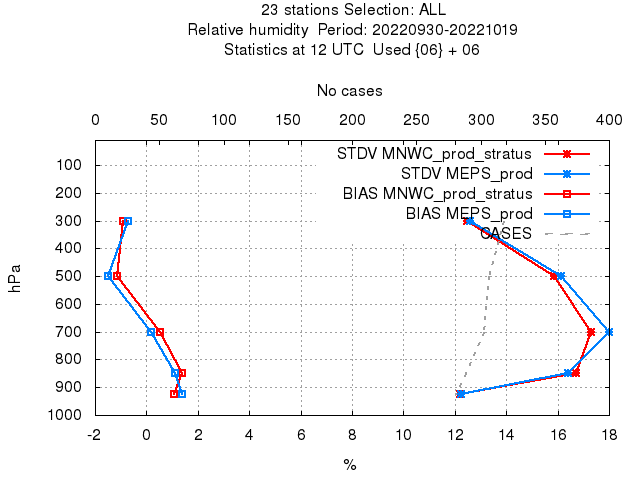 23 stations Selection: ALL
Relative humidity  Period: 20220930-20221019
Statistics at 12 UTC  Used {06} + 06
No cases
0 50 100 150 200 250 300 350 400
STDV MNWC_prod_stratus
STDV MEPS_prod
BIAS MNWC_prod_stratus
BIAS MEPS_prod
CASES
100
200
300
400
500
600
700
800
900
1000
hPa
-2 0 2 4 6 8 10 12 14 16 18
%